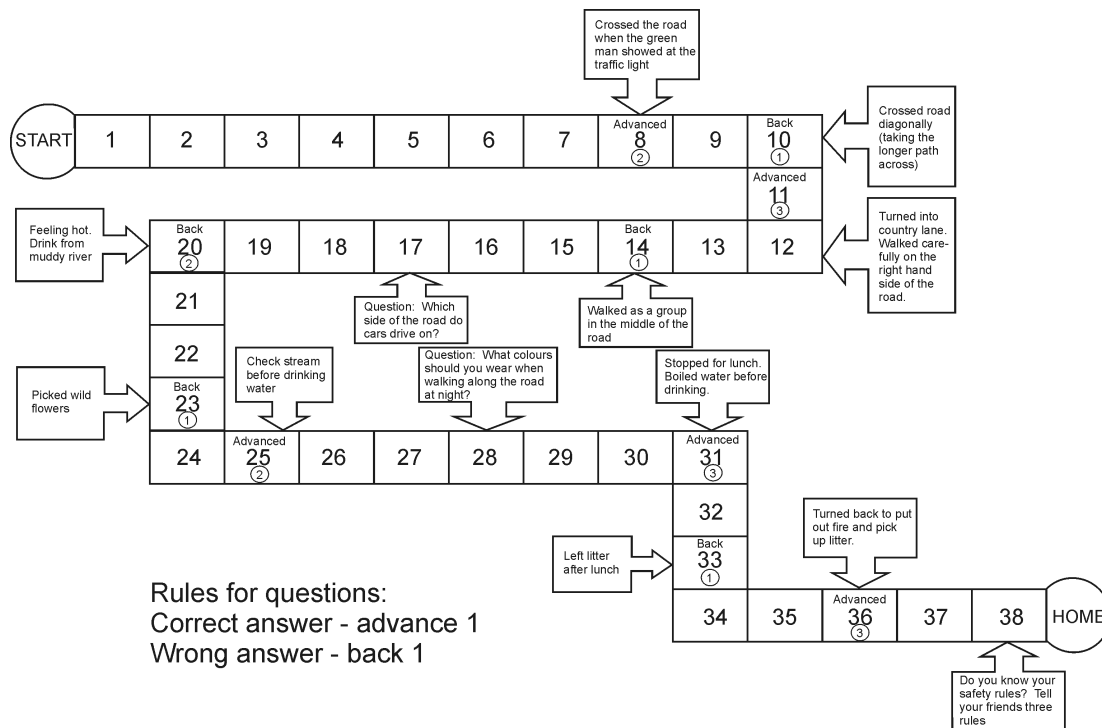 Crossed the road
when the green
man showed at the
traffic light
START
1
2
3
4
5
6
7
Advanced
8
2
9
Back
10
1
Crossed road
diagonally
(taking the
longer path
across)
Advanced
11
3
Feeling hot.
Drink from
muddy river
Back
20
2
19
18
17
16
15
Back
14
1
13
12
Turned into
country lane.
Walked care-
fully on the
right hand
side of the
road.
21
Question: Which
side of the road do
cars drive on?
Walked as a group
in the middle of the
road
22
Check stream
before drinking
water
Question: What colours
should you wear when
walking along the road
at night?
Stopped for lunch.
Boiled water before
drinking.
Picked wild
flowers
Back
23
1
24
Advanced
25
2
26
27
28
29
30
Advanced
31
3
32
Turned back to put
out fire and pick
up litter.
Left litter
after lunch
Back
33
1
Rules for questions:
Correct answer - advance 1
Wrong answer - back 1
34
35
Advanced
36
3
37
38
HOME
Do you know your
safety rules? Tell
your friends three
rules